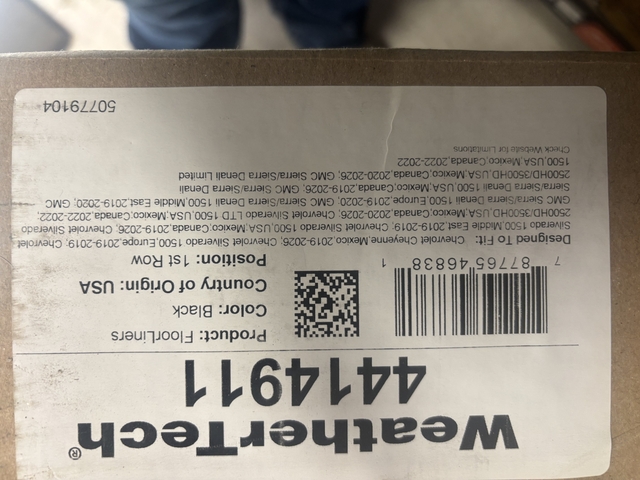 WeatherTech®
4414911
Product: FloorLiners
Color: Black
Country of Origin: USA
Position: 1st Row
7 87765 46838 1
Designed To Fit: Chevrolet Cheyenne,Mexico,2019-2026; Chevrolet Silverado 1500,Europe,2019-2019; Chevrolet
Silverado 1500,Middle East,2019-2019; Chevrolet Silverado 1500,USA,Mexico,Canada,2019-2026; Chevrolet Silverado
2500HD/3500HD,USA,Mexico,Canada,2020-2026; Chevrolet Silverado LTD 1500,USA,Mexico,Canada,2022-2022;
GMC Sierra/Sierra Denali 1500,Europe,2019-2020; GMC Sierra/Sierra Denali 1500,Middle East,2019-2020; GMC
Sierra/Sierra Denali 1500,USA,Mexico,Canada,2019-2026; GMC Sierra/Sierra Denali
2500HD/3500HD,USA,Mexico,Canada,2020-2026; GMC Sierra/Sierra Denali Limited
1500,USA,Mexico,Canada,2022-2022
Check Website for Limitations
50779104